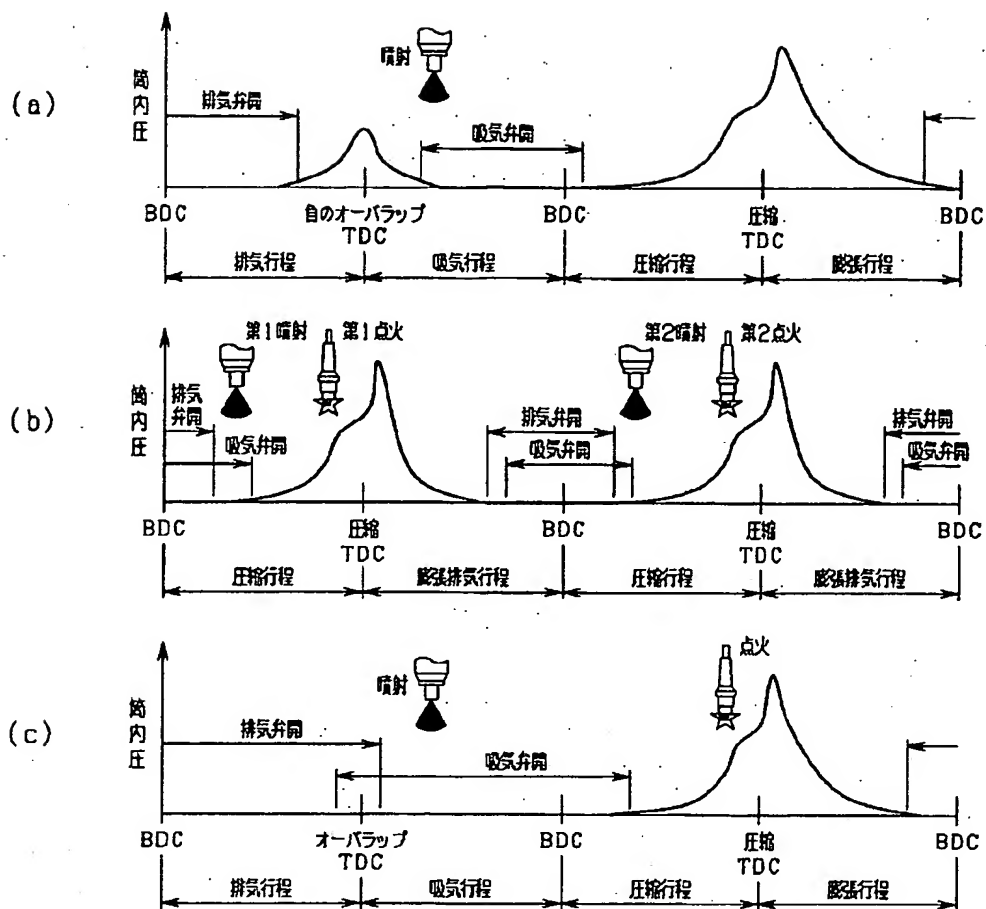 (a)
筒内圧
噴射
排気弁開
吸気弁開
BDC
自のオーバラップ
TDC
BDC
圧縮
TDC
BDC
排気行程
吸気行程
圧縮行程
膨張行程
(b)
筒内圧
第1噴射
第1点火
第2噴射
第2点火
排気
弁開
吸気弁開
排気弁開
吸気弁開
排気弁開
吸気弁開
BDC
圧縮
TDC
BDC
圧縮
TDC
BDC
圧縮行程
膨張排気行程
圧縮行程
膨張排気行程
(c)
筒内圧
噴射
点火
排気弁開
吸気弁開
BDC
オーバラップ
TDC
BDC
圧縮
TDC
BDC
排気行程
吸気行程
圧縮行程
膨張行程